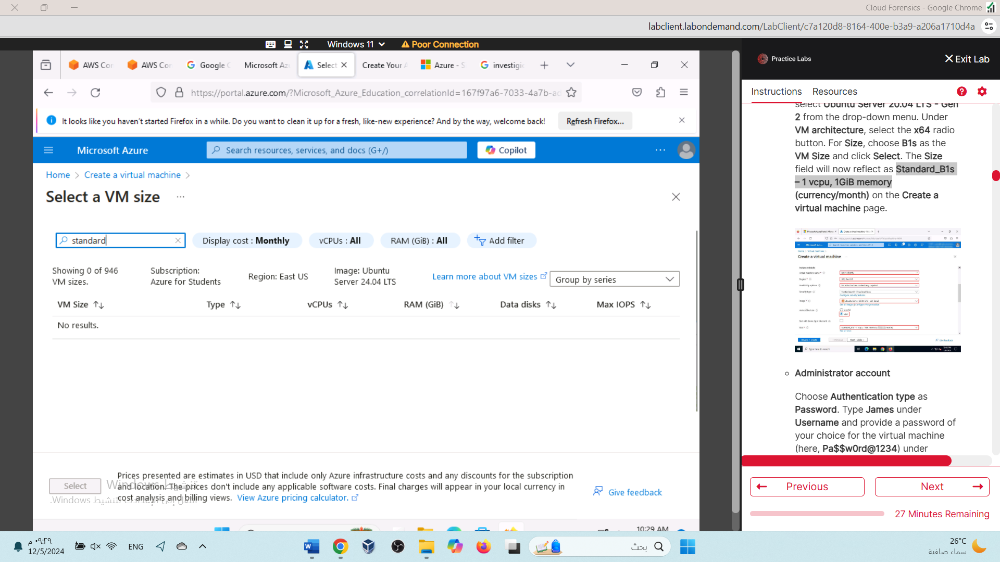 Cloud Forensics - Google Chrome
labclient.labondemand.com/LabClient/c7a120d8-8164-400e-b3a9-a206a1710d4a
Windows 11
Poor Connection
AWS Cor
AWS Cor
Google C
Microsoft Az
Select
Create Your A
Azure - S
investigic
https://portal.azure.com/?Microsoft_Azure_Education_correlationId=167f97a6-7033-4a7b-ad
It looks like you haven't started Firefox in a while. Do you want to clean it up for a fresh, like-new experience? And by the way, welcome back!
Refresh Firefox...
Microsoft Azure
Search resources, services, and docs (G+/)
Copilot
Home > Create a virtual machine >
Select a VM size
standard
Display cost : Monthly
vCPUs : All
RAM (GiB) : All
Add filter
Showing 0 of 946 VM sizes.
Subscription: Azure for Students
Region: East US
Image: Ubuntu Server 24.04 LTS
Learn more about VM sizes
Group by series
VM Size
Type
vCPUs
RAM (GiB)
Data disks
Max IOPS
No results.
Select
Prices presented are estimates in USD that include only Azure infrastructure costs and any discounts for the subscription
and location. The prices don't include any applicable software costs. Final charges will appear in your local currency in
cost analysis and billing views. View Azure pricing calculator.
Give feedback
تنشيط Windows
انتقل إلى الإعدادات لتنشيط Windows.
10:29 AM
Practice Labs
Exit Lab
Instructions
Resources
select Ubuntu Server 20.04 LTS - Gen
2 from the drop-down menu. Under
VM architecture, select the x64 radio
button. For Size, choose B1s as the
VM Size and click Select. The Size
field will now reflect as Standard_B1s
– 1 vcpu, 1GiB memory
(currency/month) on the Create a
virtual machine page.
Create a virtual machine
Administrator account
Choose Authentication type as
Password. Type James under
Username and provide a password of
your choice for the virtual machine
(here, Pa$$w0rd@1234) under
Previous
Next
27 Minutes Remaining
٠٩:٢٩ م
12/5/2024
ENG
بحث
26°C
سماء صافية